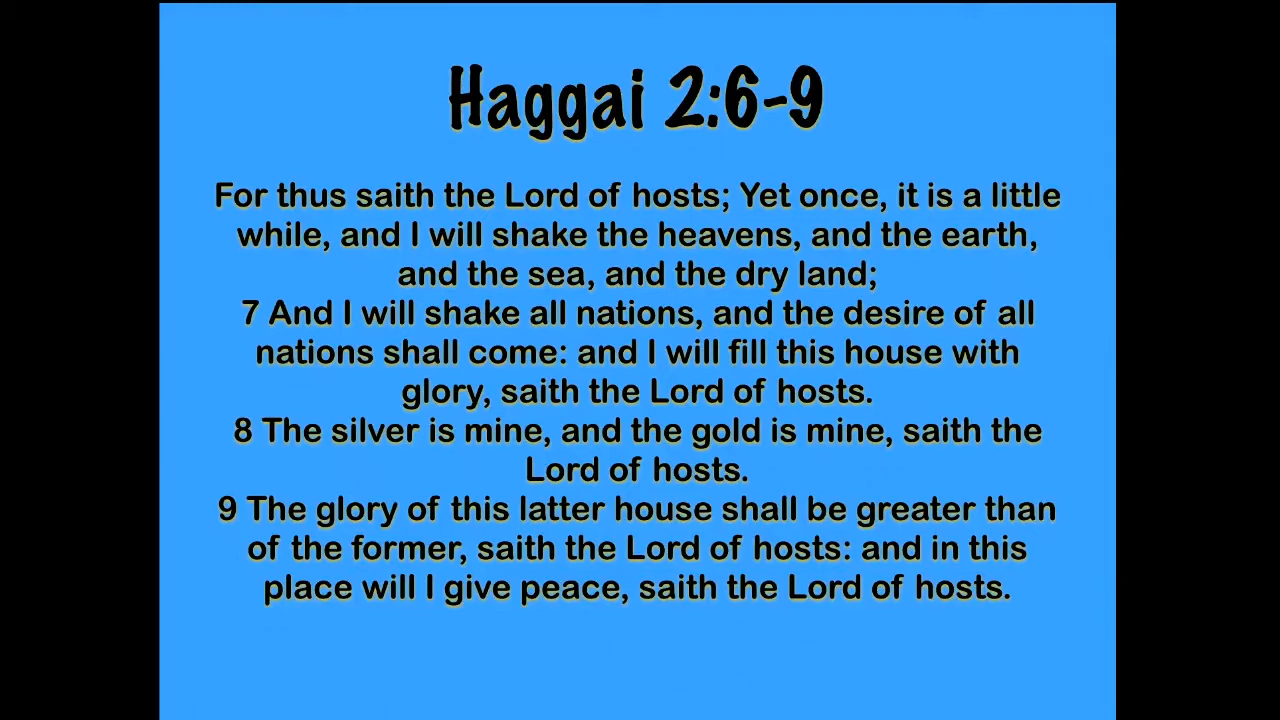 Haggai 2:6-9
For thus saith the Lord of hosts; Yet once, it is a little
while, and I will shake the heavens, and the earth,
and the sea, and the dry land;
7 And I will shake all nations, and the desire of all
nations shall come: and I will fill this house with
glory, saith the Lord of hosts.
8 The silver is mine, and the gold is mine, saith the
Lord of hosts.
9 The glory of this latter house shall be greater than
of the former, saith the Lord of hosts: and in this
place will I give peace, saith the Lord of hosts.